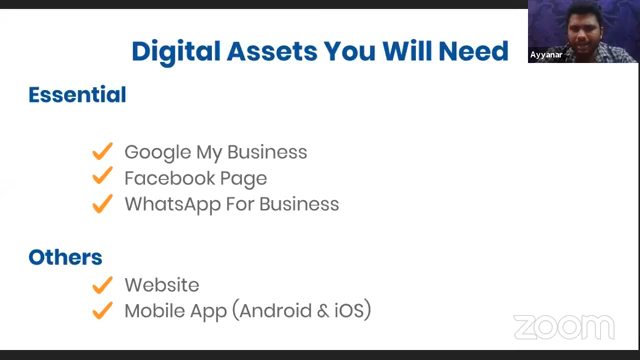 Digital Assets You Will Need
Ayyanar
Essential
Google My Business
Facebook Page
WhatsApp For Business
Others
Website
Mobile App (Android & iOS)
zoom